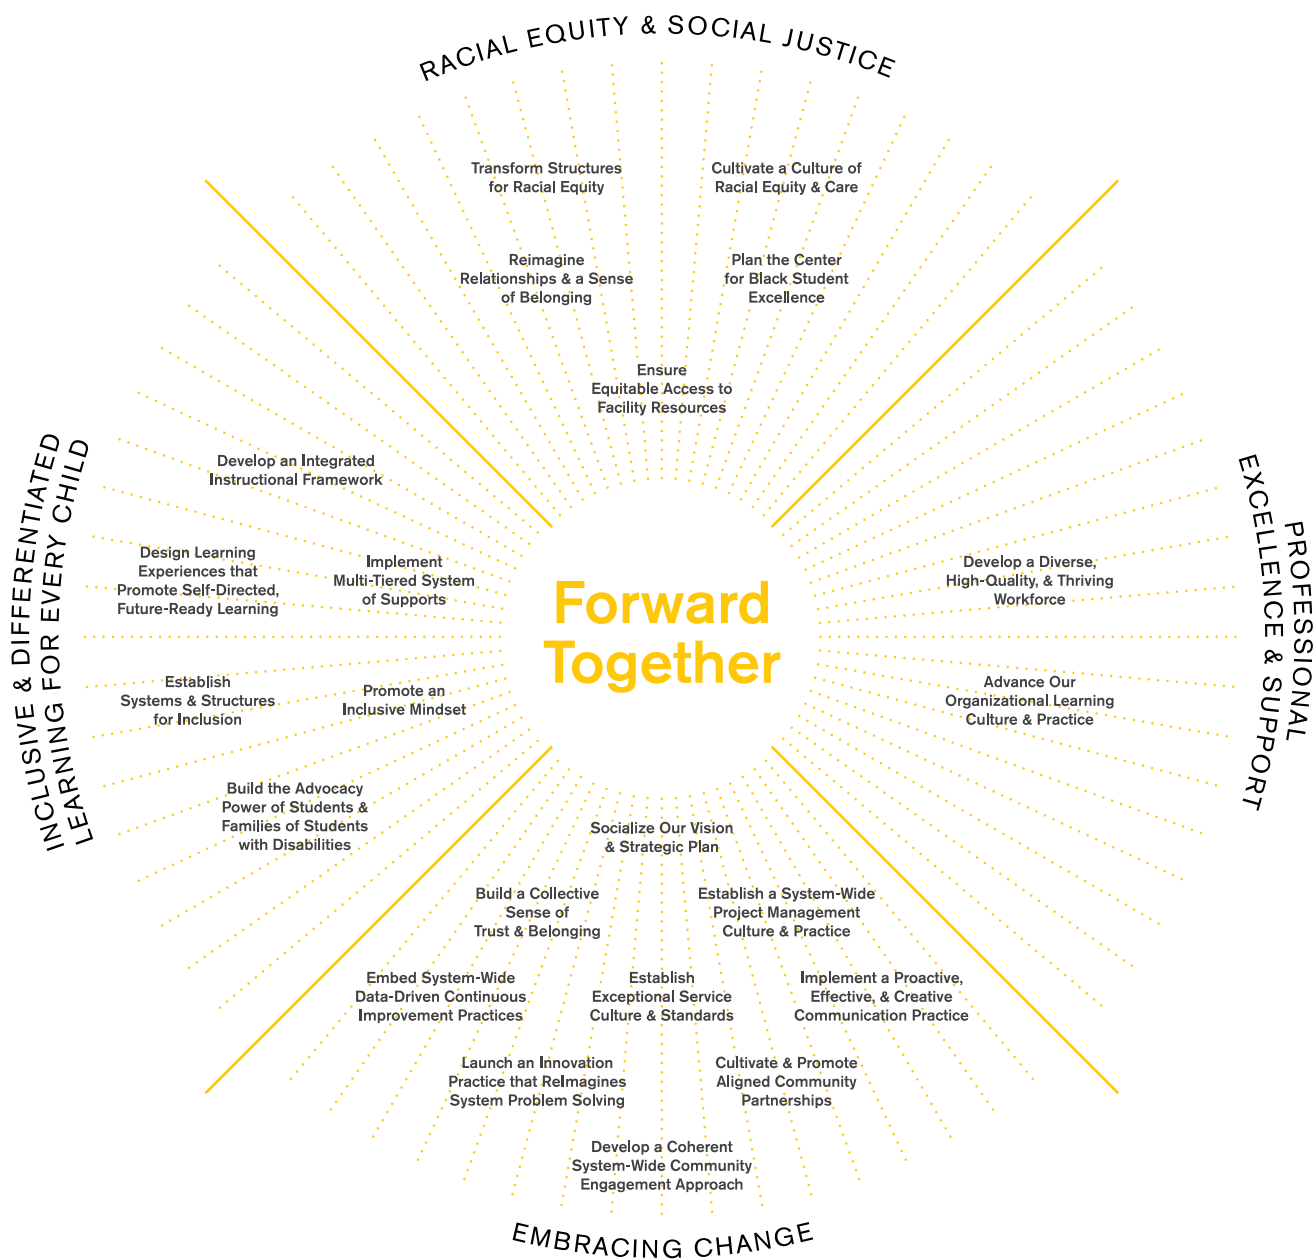 RACIAL EQUITY & SOCIAL JUSTICE
Transform Structures
for Racial Equity
Cultivate a Culture of
Racial Equity & Care
Reimagine
Relationships & a Sense
of Belonging
Plan the Center
for Black Student
Excellence
Ensure
Equitable Access to
Facility Resources
INCLUSIVE & DIFFERENTIATED
LEARNING FOR EVERY CHILD
Develop an Integrated
Instructional Framework
Design Learning
Experiences that
Promote Self-Directed,
Future-Ready Learning
Implement
Multi-Tiered System
of Supports
Establish
Systems & Structures
for Inclusion
Promote an
Inclusive Mindset
Build the Advocacy
Power of Students &
Families of Students
with Disabilities
Forward
Together
PROFESSIONAL
EXCELLENCE & SUPPORT
Develop a Diverse,
High-Quality, & Thriving
Workforce
Advance Our
Organizational Learning
Culture & Practice
Socialize Our Vision
& Strategic Plan
Build a Collective
Sense of
Trust & Belonging
Establish a System-Wide
Project Management
Culture & Practice
Embed System-Wide
Data-Driven Continuous
Improvement Practices
Establish
Exceptional Service
Culture & Standards
Implement a Proactive,
Effective, & Creative
Communication Practice
Launch an Innovation
Practice that ReImagines
System Problem Solving
Cultivate & Promote
Aligned Community
Partnerships
Develop a Coherent
System-Wide Community
Engagement Approach
EMBRACING CHANGE